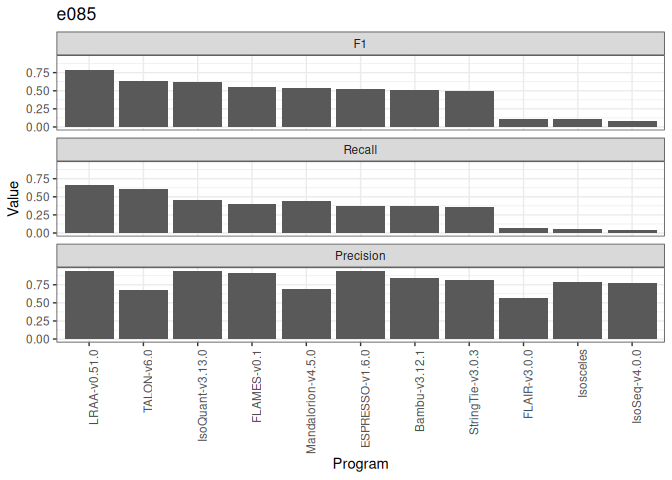 e085
F1
0.75
0.50
0.25
0.00
Recall
0.75
0.50
0.25
0.00
Precision
0.75
0.50
0.25
0.00
Value
LRAA-v0.51.0
TALON-v6.0
IsoQuant-v3.13.0
FLAMES-v0.1
Mandalorion-v4.5.0
ESPRESSO-v1.6.0
Bambu-v3.12.1
StringTie-v3.0.3
FLAIR-v3.0.0
Isosceles
IsoSeq-v4.0.0
Program